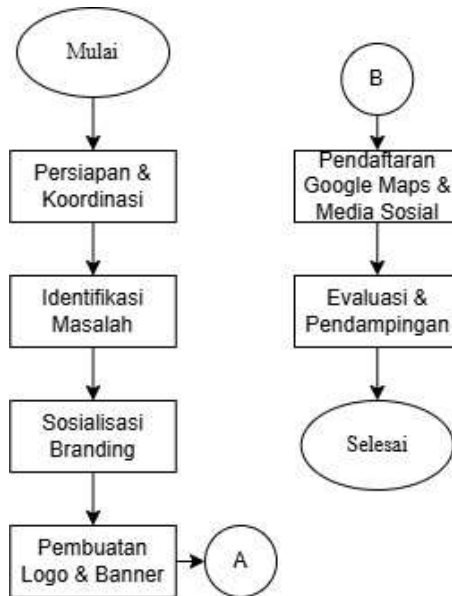 Mulai
Persiapan &
Koordinasi
Identifikasi
Masalah
Sosialisasi
Branding
Pembuatan
Logo & Banner
A
B
Pendaftaran
Google Maps &
Media Sosial
Evaluasi &
Pendampingan
Selesai